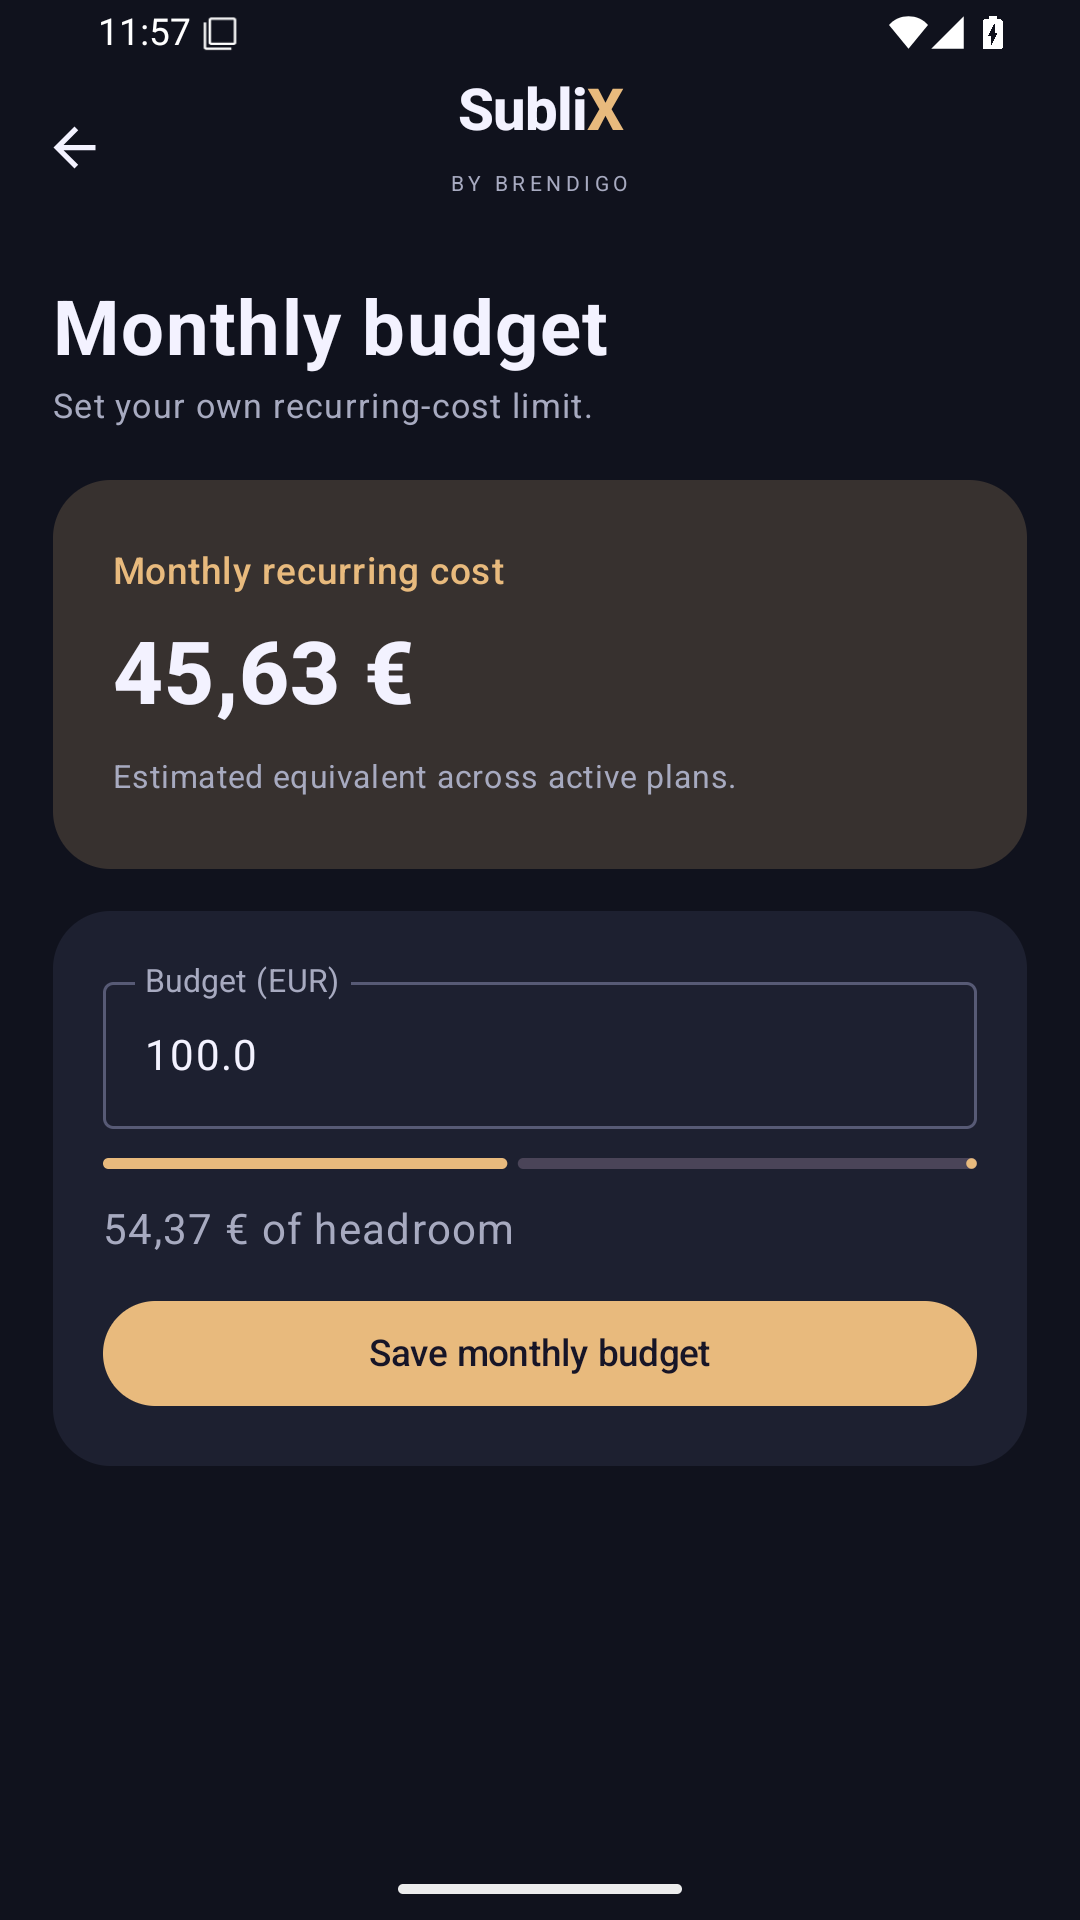 11:57
SubliX
BY BRENDIGO
Monthly budget
Set your own recurring-cost limit.
Monthly recurring cost
45,63 €
Estimated equivalent across active plans.
Budget (EUR)
100.0
54,37 € of headroom
Save monthly budget